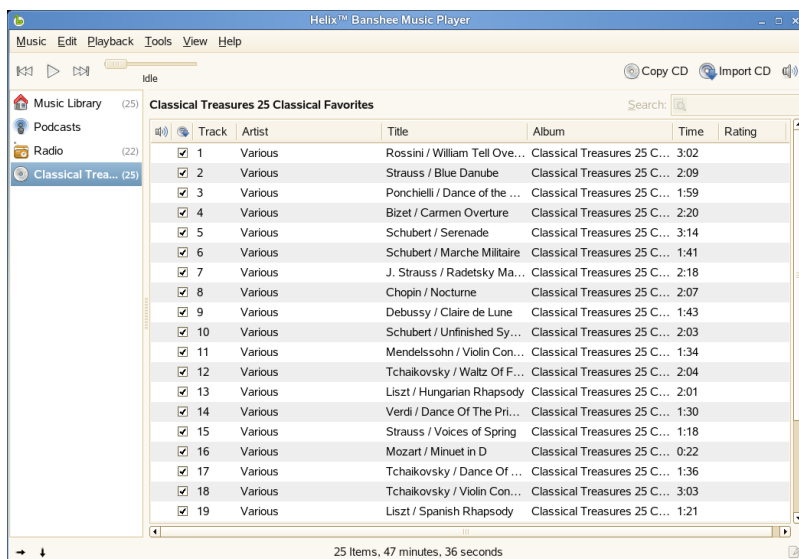 Helix™ Banshee Music Player
Music Edit Playback Tools View Help
Idle
Copy CD Import CD
Music Library (25)
Podcasts
Radio (22)
Classical Trea... (25)
Classical Treasures 25 Classical Favorites
Search:
Track Artist Title Album Time Rating
1 Various Rossini / William Tell Ove... Classical Treasures 25 C... 3:02
2 Various Strauss / Blue Danube Classical Treasures 25 C... 2:09
3 Various Ponchielli / Dance of the ... Classical Treasures 25 C... 1:59
4 Various Bizet / Carmen Overture Classical Treasures 25 C... 2:20
5 Various Schubert / Serenade Classical Treasures 25 C... 3:14
6 Various Schubert / Marche Militaire Classical Treasures 25 C... 1:41
7 Various J. Strauss / Radetsky Ma... Classical Treasures 25 C... 2:18
8 Various Chopin / Nocturne Classical Treasures 25 C... 2:07
9 Various Debussy / Claire de Lune Classical Treasures 25 C... 1:43
10 Various Schubert / Unfinished Sy... Classical Treasures 25 C... 2:03
11 Various Mendelssohn / Violin Con... Classical Treasures 25 C... 1:34
12 Various Tchaikovsky / Waltz Of F... Classical Treasures 25 C... 2:04
13 Various Liszt / Hungarian Rhapsody Classical Treasures 25 C... 2:01
14 Various Verdi / Dance Of The Pri... Classical Treasures 25 C... 1:30
15 Various Strauss / Voices of Spring Classical Treasures 25 C... 1:18
16 Various Mozart / Minuet in D Classical Treasures 25 C... 0:22
17 Various Tchaikovsky / Dance Of ... Classical Treasures 25 C... 1:36
18 Various Tchaikovsky / Violin Con... Classical Treasures 25 C... 3:03
19 Various Liszt / Spanish Rhapsody Classical Treasures 25 C... 1:21
25 Items, 47 minutes, 36 seconds